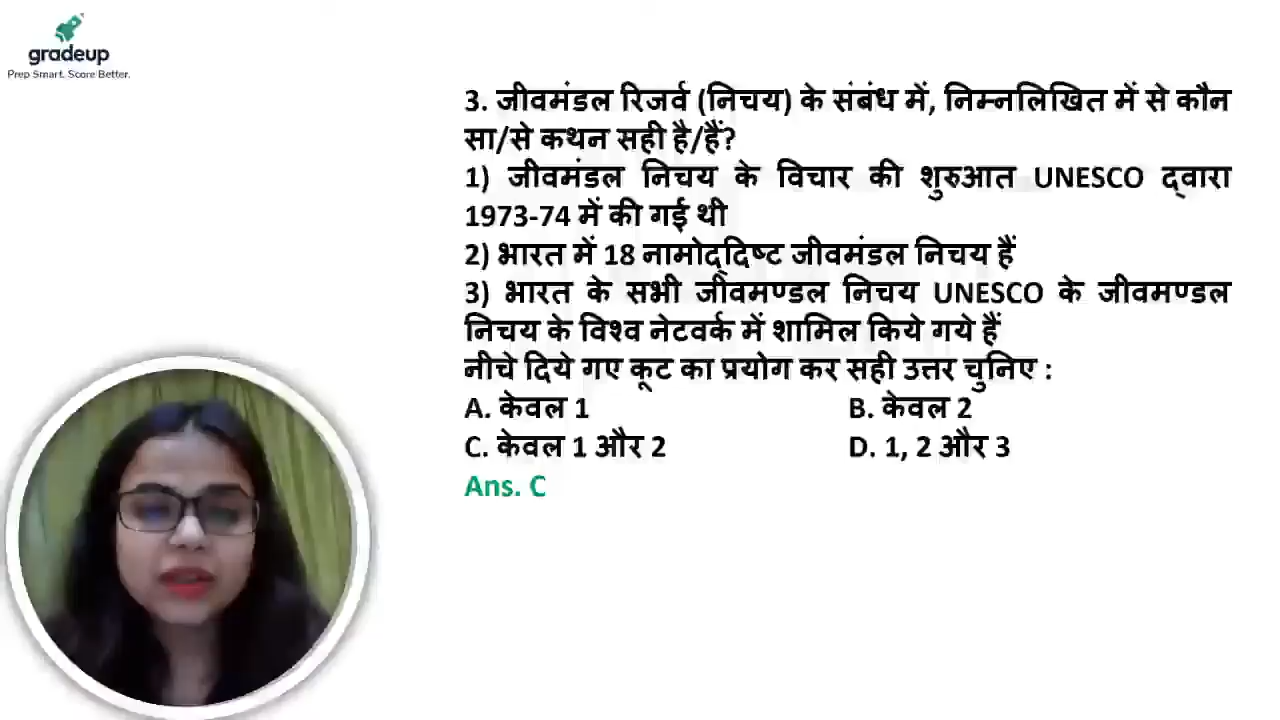 gradeup
Prep Smart. Score Better.
3. जीवमंडल रिजर्व (निचय) के संबंध में, निम्नलिखित में से कौन
सा/से कथन सही है/हैं?
1) जीवमंडल निचय के विचार की शुरुआत UNESCO द्वारा
1973-74 में की गई थी
2) भारत में 18 नामोद्दिष्ट जीवमंडल निचय हैं
3) भारत के सभी जीवमण्डल निचय UNESCO के जीवमण्डल
निचय के विश्व नेटवर्क में शामिल किये गये हैं
नीचे दिये गए कूट का प्रयोग कर सही उत्तर चुनिए :
A. केवल 1 B. केवल 2
C. केवल 1 और 2 D. 1, 2 और 3
Ans. C